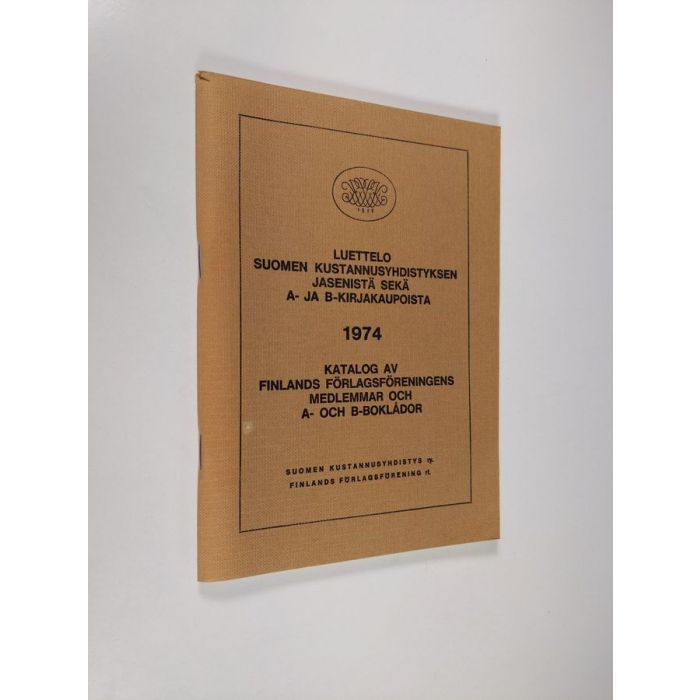 LUETTELO
SUOMEN KUSTANNUSYHDISTYKSEN
JASENISTÄ SEKÄ
A- JA B-KIRJAKAUPOISTA
1974
KATALOG AV
FINLANDS FÖRLAGSFÖRENINGENS
MEDLEMMAR OCH
A- OCH B-BOKLÅDOR
SUOMEN KUSTANNUSYHDISTYS ry.
FINLANDS FÖRLAGSFÖRENING rf.